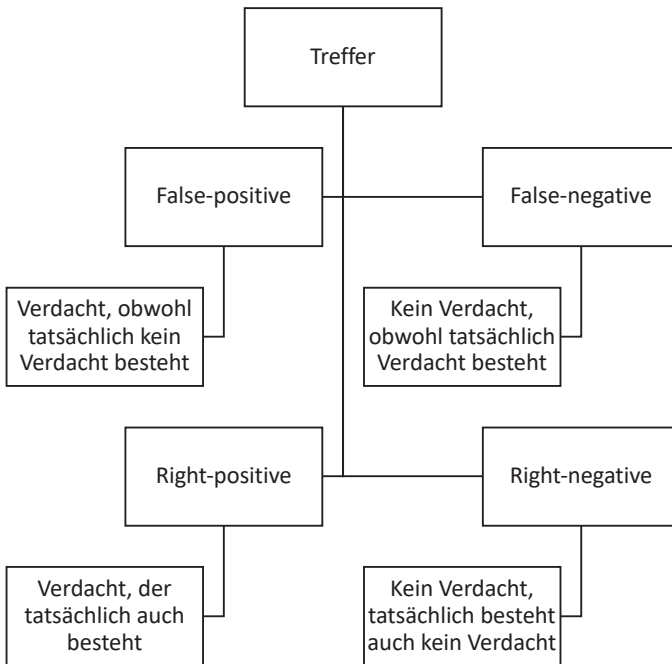 Treffer
False-positive
False-negative
Verdacht, obwohl
tatsächlich kein
Verdacht besteht
Kein Verdacht,
obwohl tatsächlich
Verdacht besteht
Right-positive
Right-negative
Verdacht, der
tatsächlich auch
besteht
Kein Verdacht,
tatsächlich besteht
auch kein Verdacht